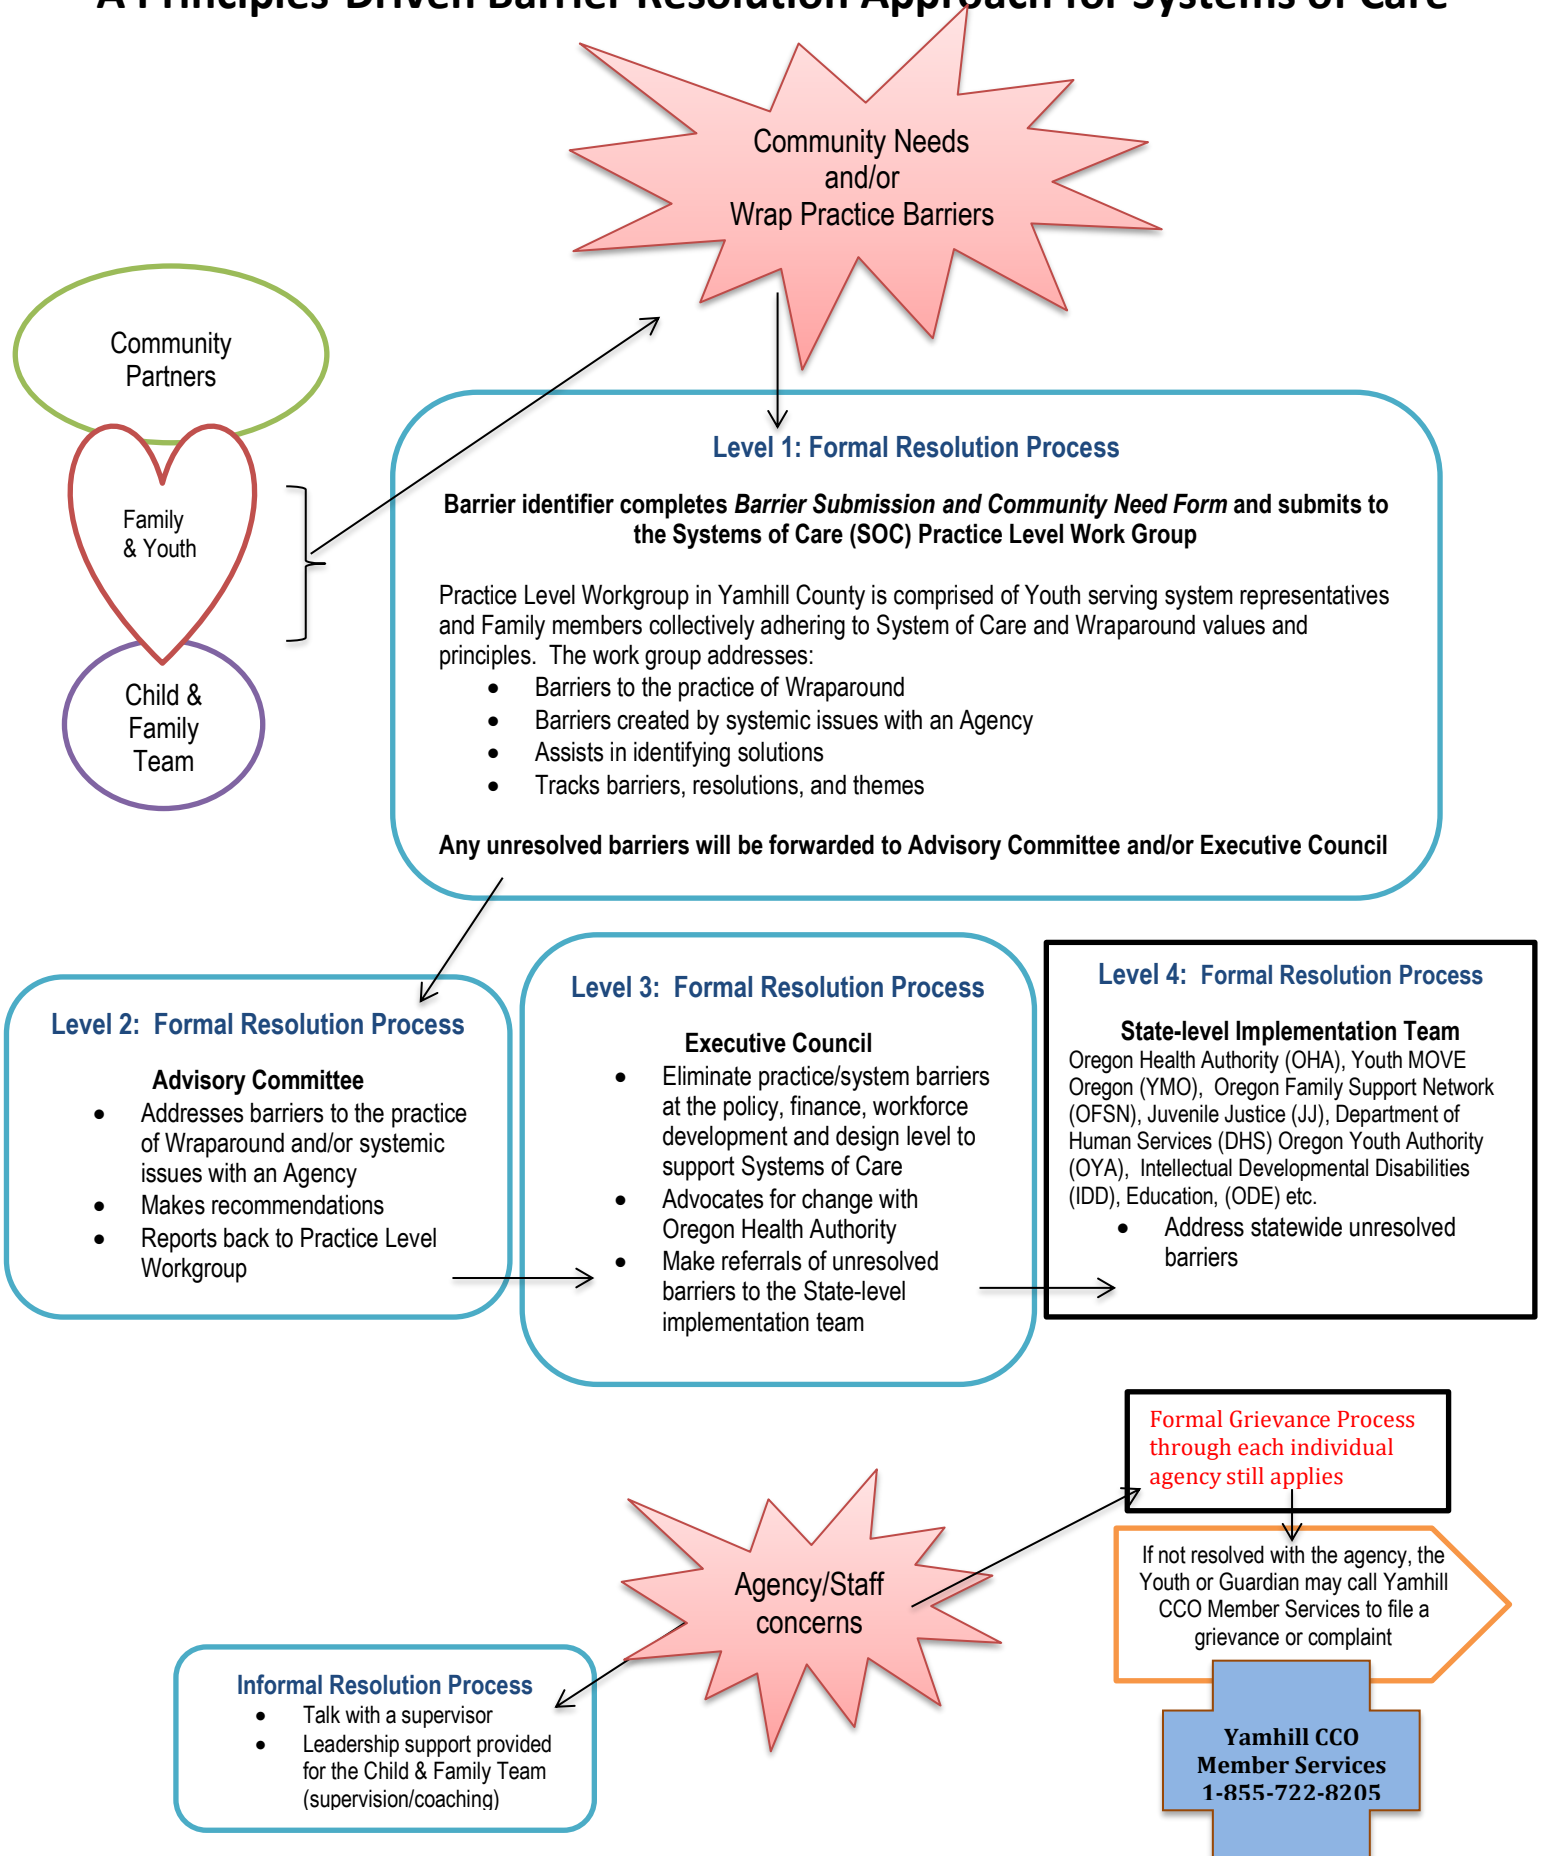 A Principles-Driven Barrier Resolution Approach for Systems of Care
Community Needs
and/or
Wrap Practice Barriers
Community
Partners
Family
& Youth
Child &
Family
Team
Level 1: Formal Resolution Process
Barrier identifier completes Barrier Submission and Community Need Form and submits to
the Systems of Care (SOC) Practice Level Work Group
Practice Level Workgroup in Yamhill County is comprised of Youth serving system representatives
and Family members collectively adhering to System of Care and Wraparound values and
principles.  The work group addresses:
• Barriers to the practice of Wraparound
• Barriers created by systemic issues with an Agency
• Assists in identifying solutions
• Tracks barriers, resolutions, and themes
Any unresolved barriers will be forwarded to Advisory Committee and/or Executive Council
Level 2:  Formal Resolution Process
Advisory Committee
• Addresses barriers to the practice
of Wraparound and/or systemic
issues with an Agency
• Makes recommendations
• Reports back to Practice Level
Workgroup
Level 3:  Formal Resolution Process
Executive Council
• Eliminate practice/system barriers
at the policy, finance, workforce
development and design level to
support Systems of Care
• Advocates for change with
Oregon Health Authority
• Make referrals of unresolved
barriers to the State-level
implementation team
Level 4:  Formal Resolution Process
State-level Implementation Team
Oregon Health Authority (OHA), Youth MOVE
Oregon (YMO),  Oregon Family Support Network
(OFSN), Juvenile Justice (JJ), Department of
Human Services (DHS) Oregon Youth Authority
(OYA),  Intellectual Developmental Disabilities
(IDD), Education, (ODE) etc.
• Address statewide unresolved
barriers
Formal Grievance Process
through each individual
agency still applies
If not resolved with the agency, the
Youth or Guardian may call Yamhill
CCO Member Services to file a
grievance or complaint
Agency/Staff
concerns
Informal Resolution Process
• Talk with a supervisor
• Leadership support provided
for the Child & Family Team
(supervision/coaching)
Yamhill CCO
Member Services
1-855-722-8205